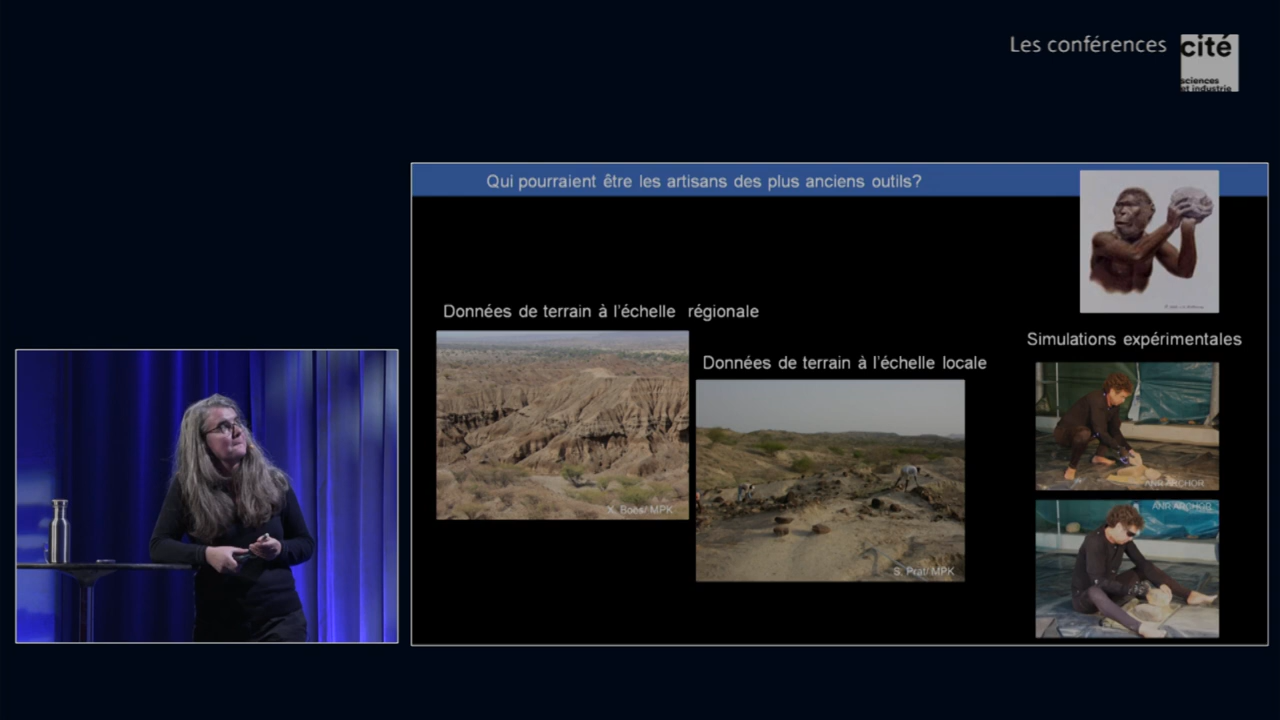 Les conférences
cité
sciences
et industrie
Qui pourraient être les artisans des plus anciens outils?
Données de terrain à l'échelle régionale
X. Boës/ MPK
Données de terrain à l'échelle locale
S. Prat/ MPK
Simulations expérimentales
ANR ARCHOR
ANR ARCHOR